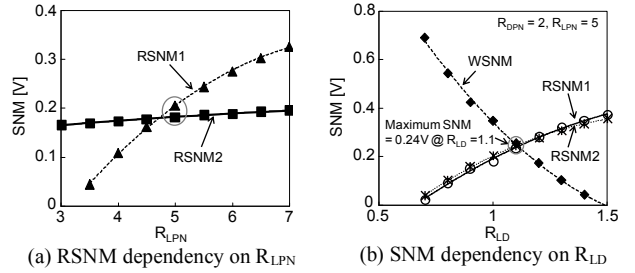 0.4
0.3
0.2
0.1
0
SNM [V]
RSNM1
RSNM2
3 4 5 6 7
R_LPN
(a) RSNM dependency on R_LPN
0.8
0.6
0.4
0.2
0
SNM [V]
R_DPN = 2, R_LPN = 5
WSNM
RSNM1
RSNM2
Maximum SNM
= 0.24V @ R_LD =1.1
0.5 1 1.5
R_LD
(b) SNM dependency on R_LD